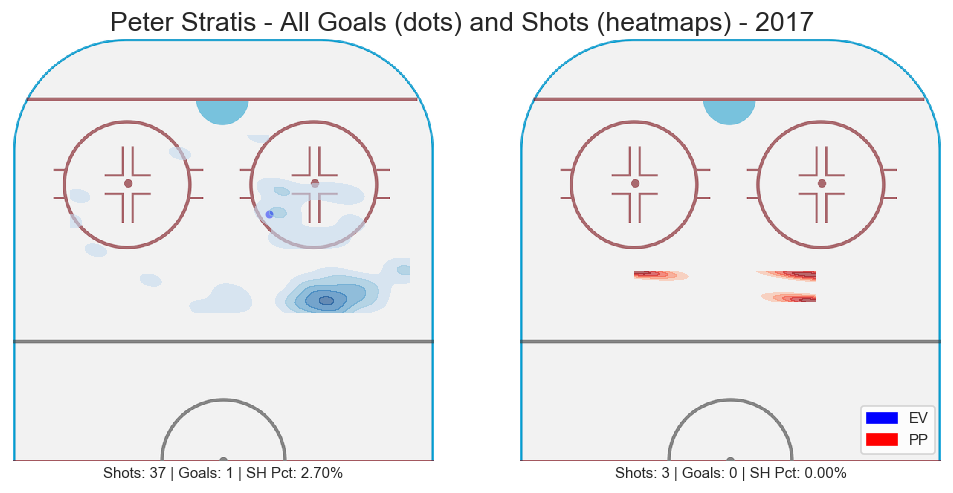 Peter Stratis - All Goals (dots) and Shots (heatmaps) - 2017
EV
PP
Shots: 37 | Goals: 1 | SH Pct: 2.70%
Shots: 3 | Goals: 0 | SH Pct: 0.00%